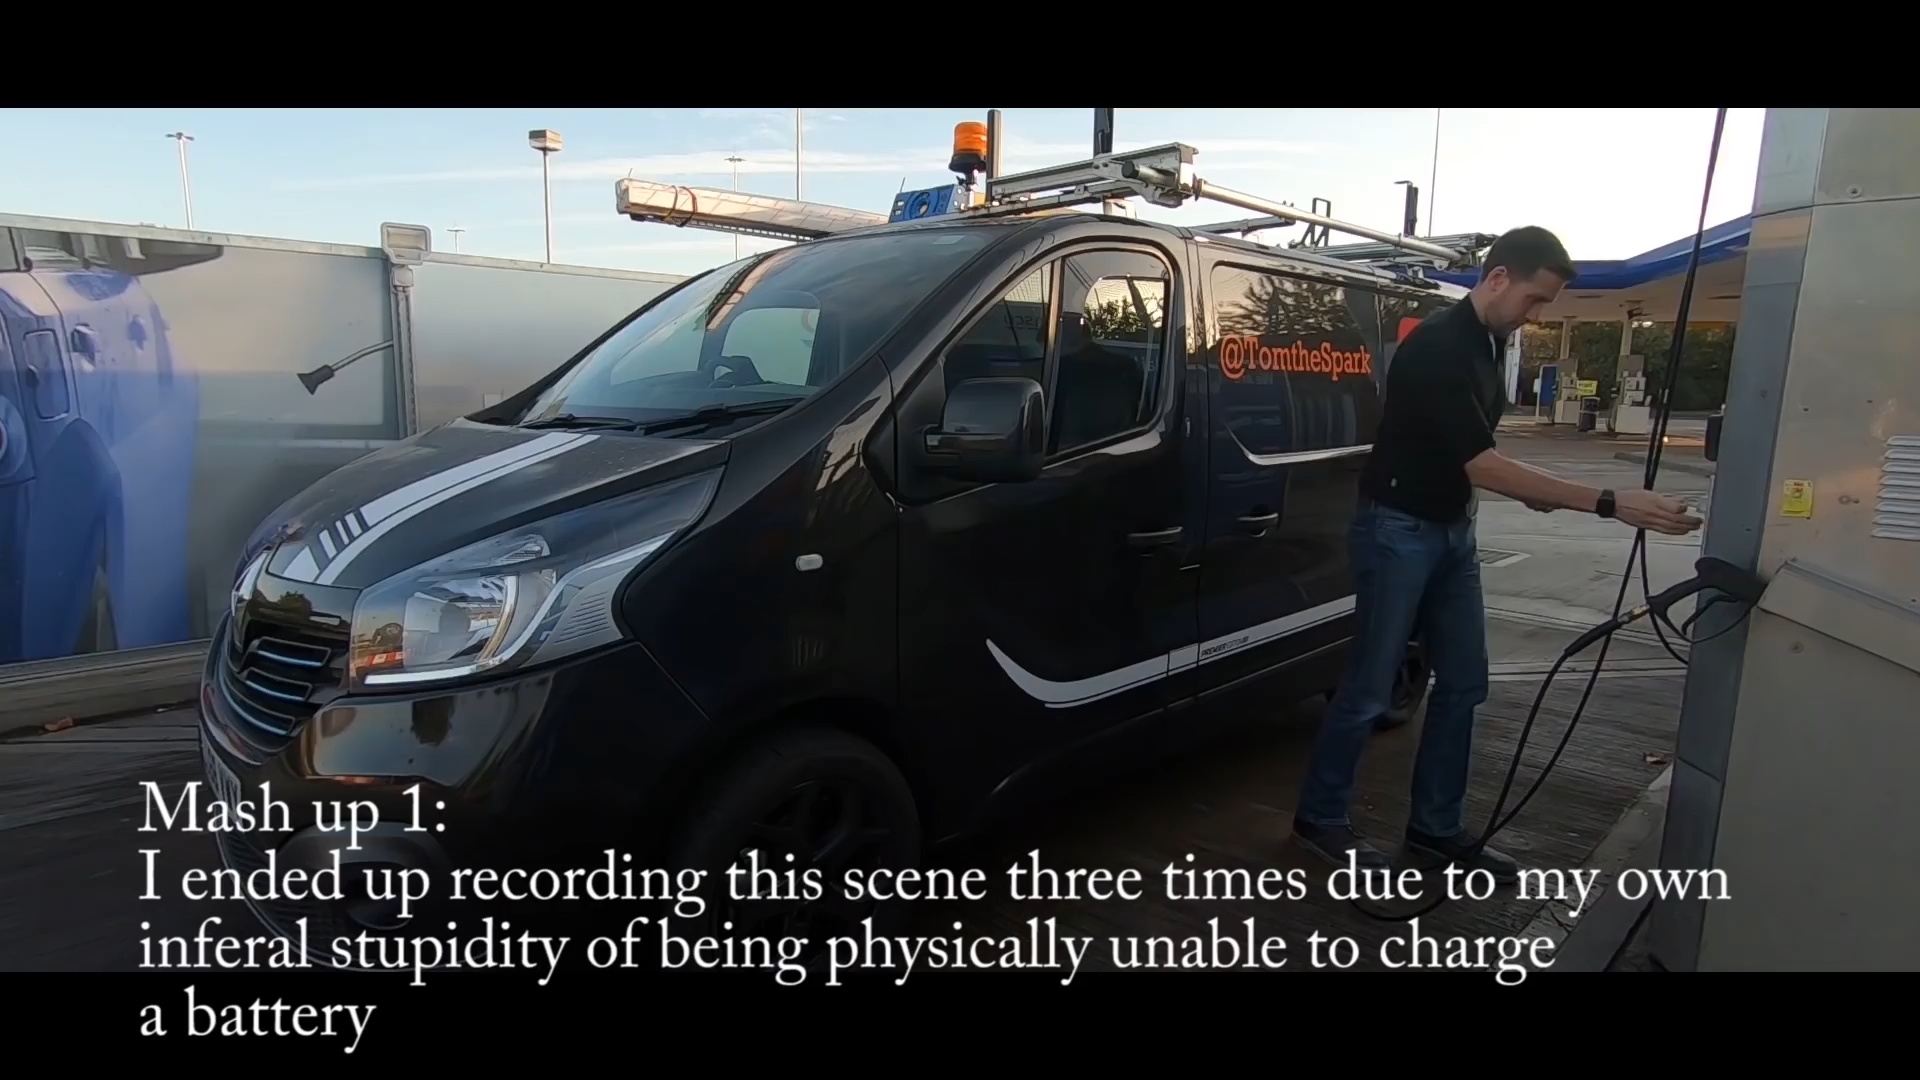 @TomtheSpark
Mash up 1:
I ended up recording this scene three times due to my own
inferal stupidity of being physically unable to charge
a battery